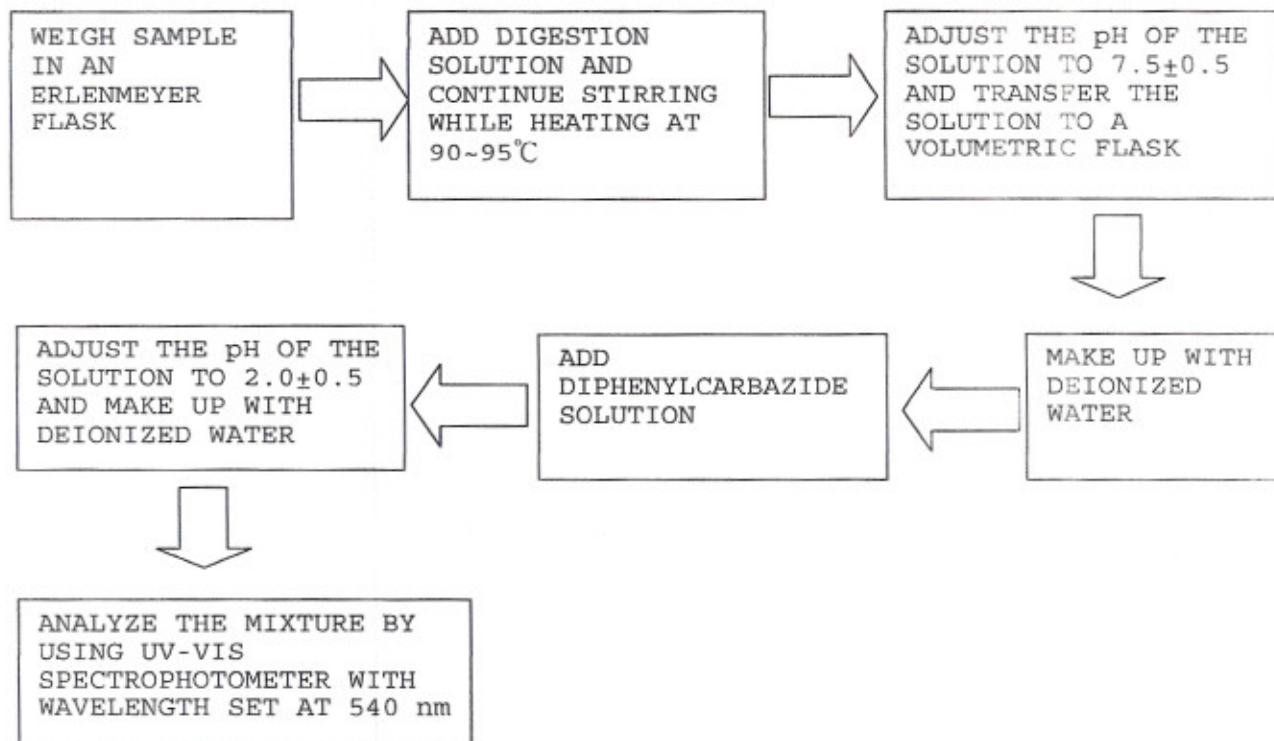 WEIGH SAMPLE
IN AN
ERLENMEYER
FLASK
ADD DIGESTION
SOLUTION AND
CONTINUE STIRRING
WHILE HEATING AT
90~95℃
ADJUST THE pH OF THE
SOLUTION TO 7.5±0.5
AND TRANSFER THE
SOLUTION TO A
VOLUMETRIC FLASK
MAKE UP WITH
DEIONIZED
WATER
ADD
DIPHENYLCARBAZIDE
SOLUTION
ADJUST THE pH OF THE
SOLUTION TO 2.0±0.5
AND MAKE UP WITH
DEIONIZED WATER
ANALYZE THE MIXTURE BY
USING UV-VIS
SPECTROPHOTOMETER WITH
WAVELENGTH SET AT 540 nm